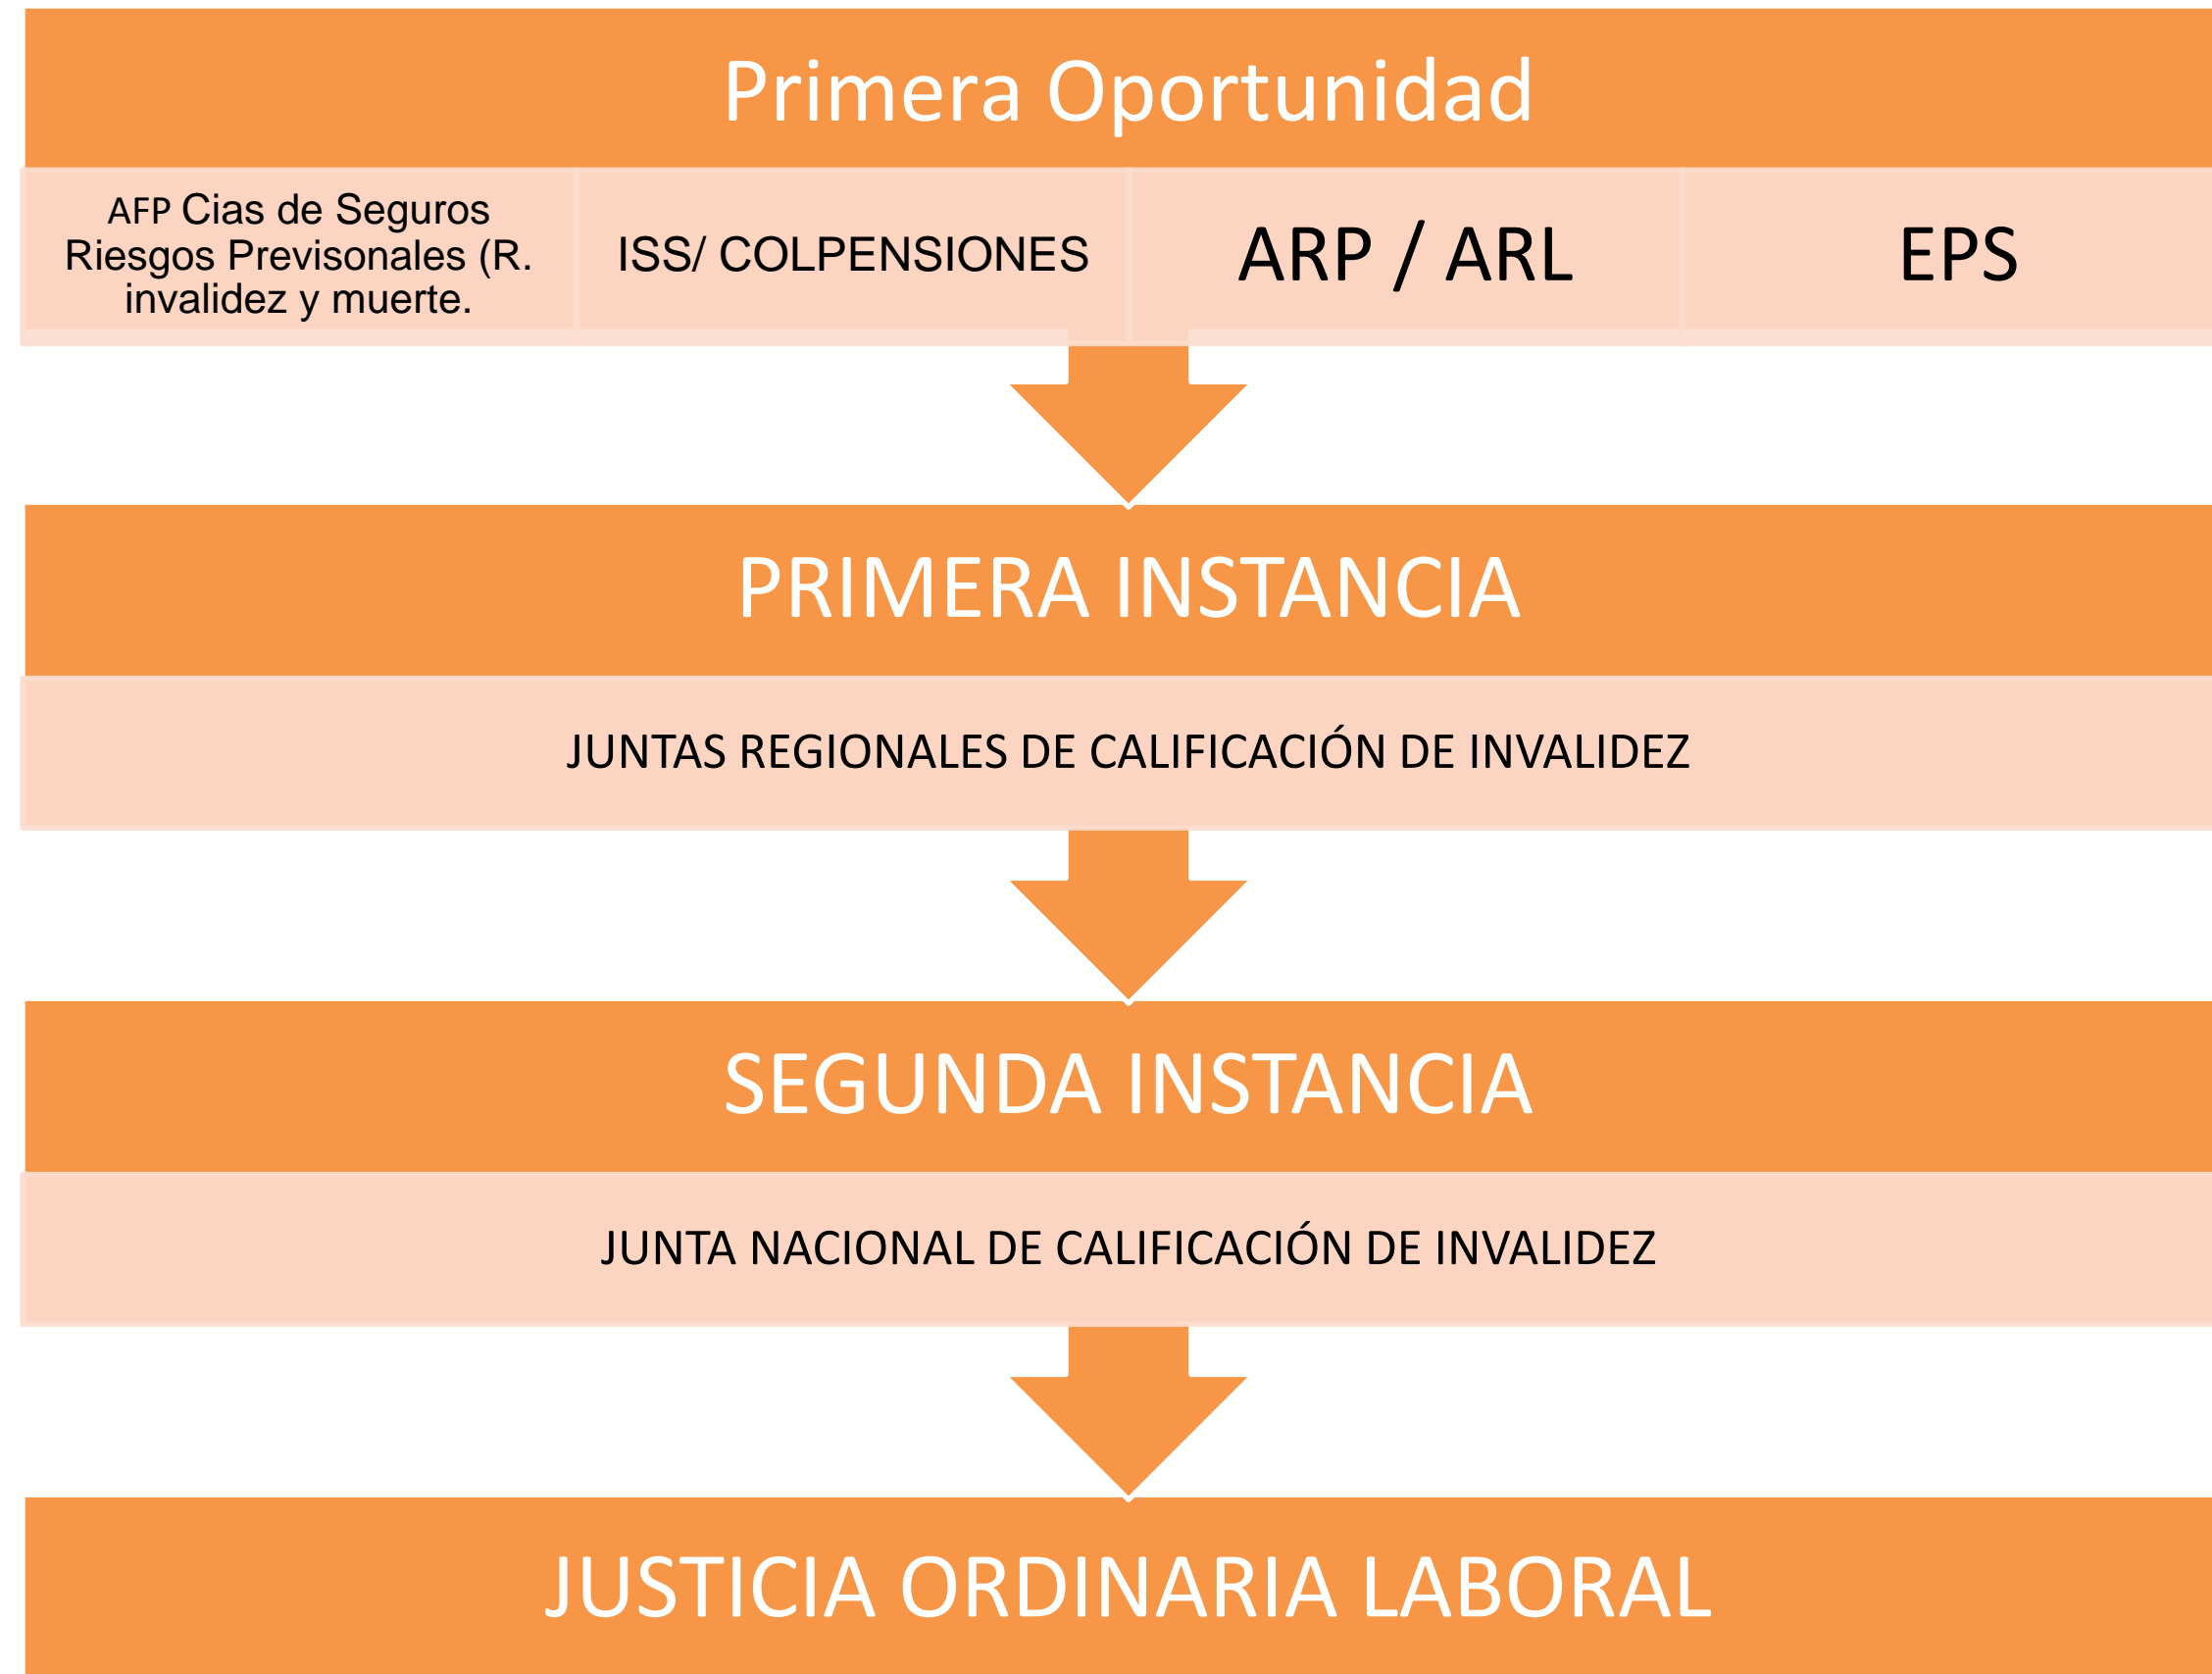 Primera Oportunidad
AFP Cias de Seguros
Riesgos Previsonales (R.
invalidez y muerte.
ISS/ COLPENSIONES
ARP / ARL
EPS
PRIMERA INSTANCIA
JUNTAS REGIONALES DE CALIFICACIÓN DE INVALIDEZ
SEGUNDA INSTANCIA
JUNTA NACIONAL DE CALIFICACIÓN DE INVALIDEZ
JUSTICIA ORDINARIA LABORAL